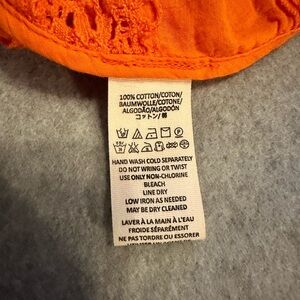 100% COTTON/COTON/
BAUMWOLLE/COTONE/
ALGODÃO/ALGODÓN
コットン/棉
HAND WASH COLD SEPARATELY
DO NOT WRING OR TWIST
USE ONLY NON-CHLORINE
BLEACH
LINE DRY
LOW IRON AS NEEDED
MAY BE DRY CLEANED
LAVER À LA MAIN À L'EAU
FROIDE SÉPARÉMENT
NE PAS TORDRE OU ESSORER